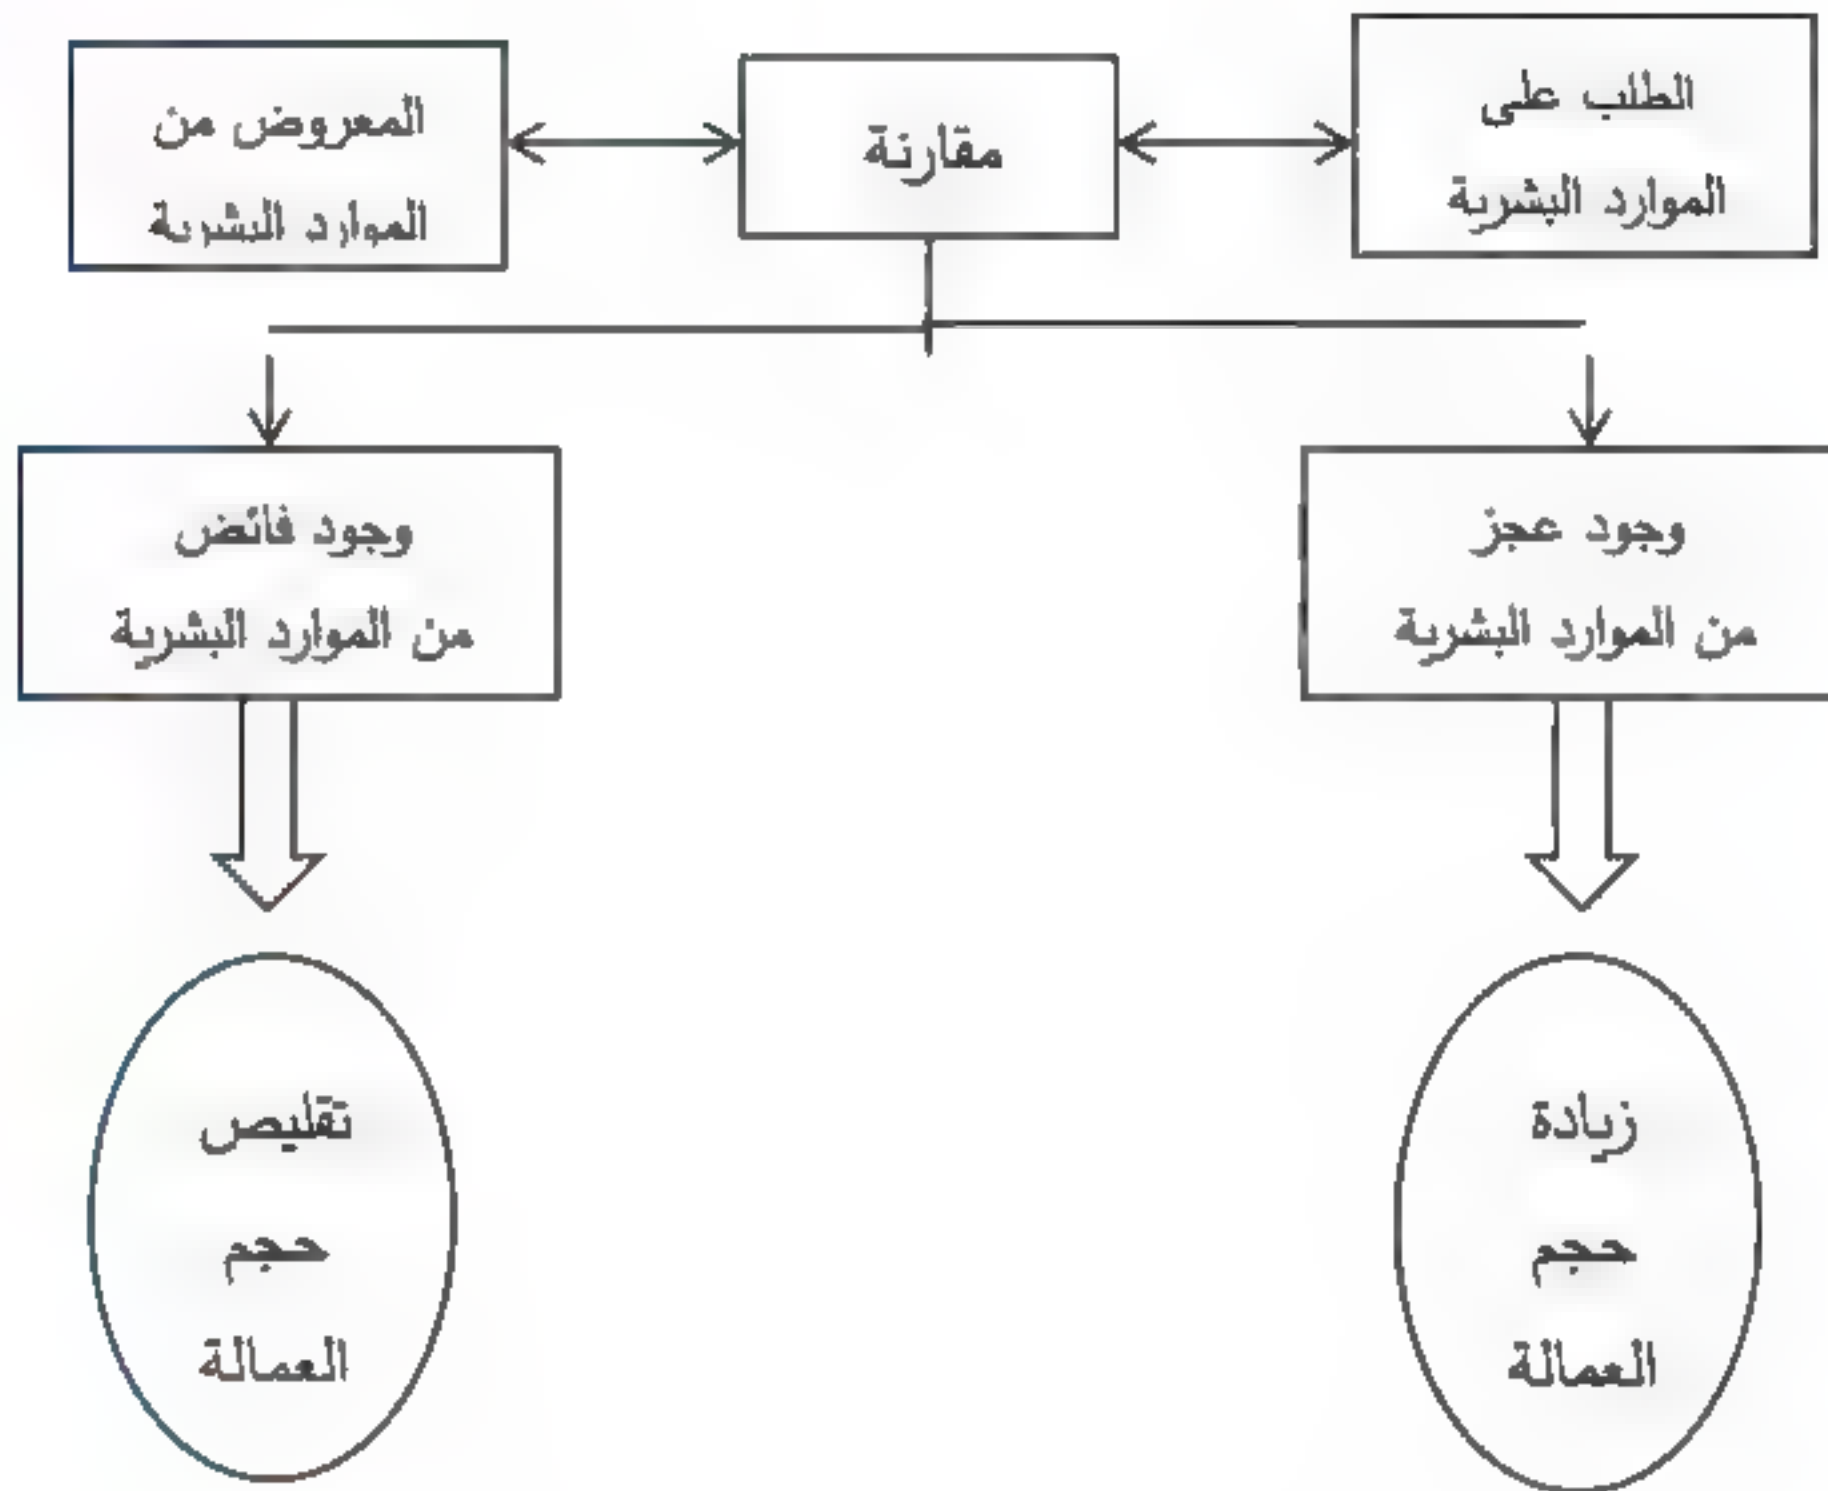 الطلب على
الموارد البشرية
مقارنة
المعروض من
الموارد البشرية
وجود عجز
من الموارد البشرية
وجود فائض
من الموارد البشرية
زيادة
حجم
العمالة
تقليص
حجم
العمالة